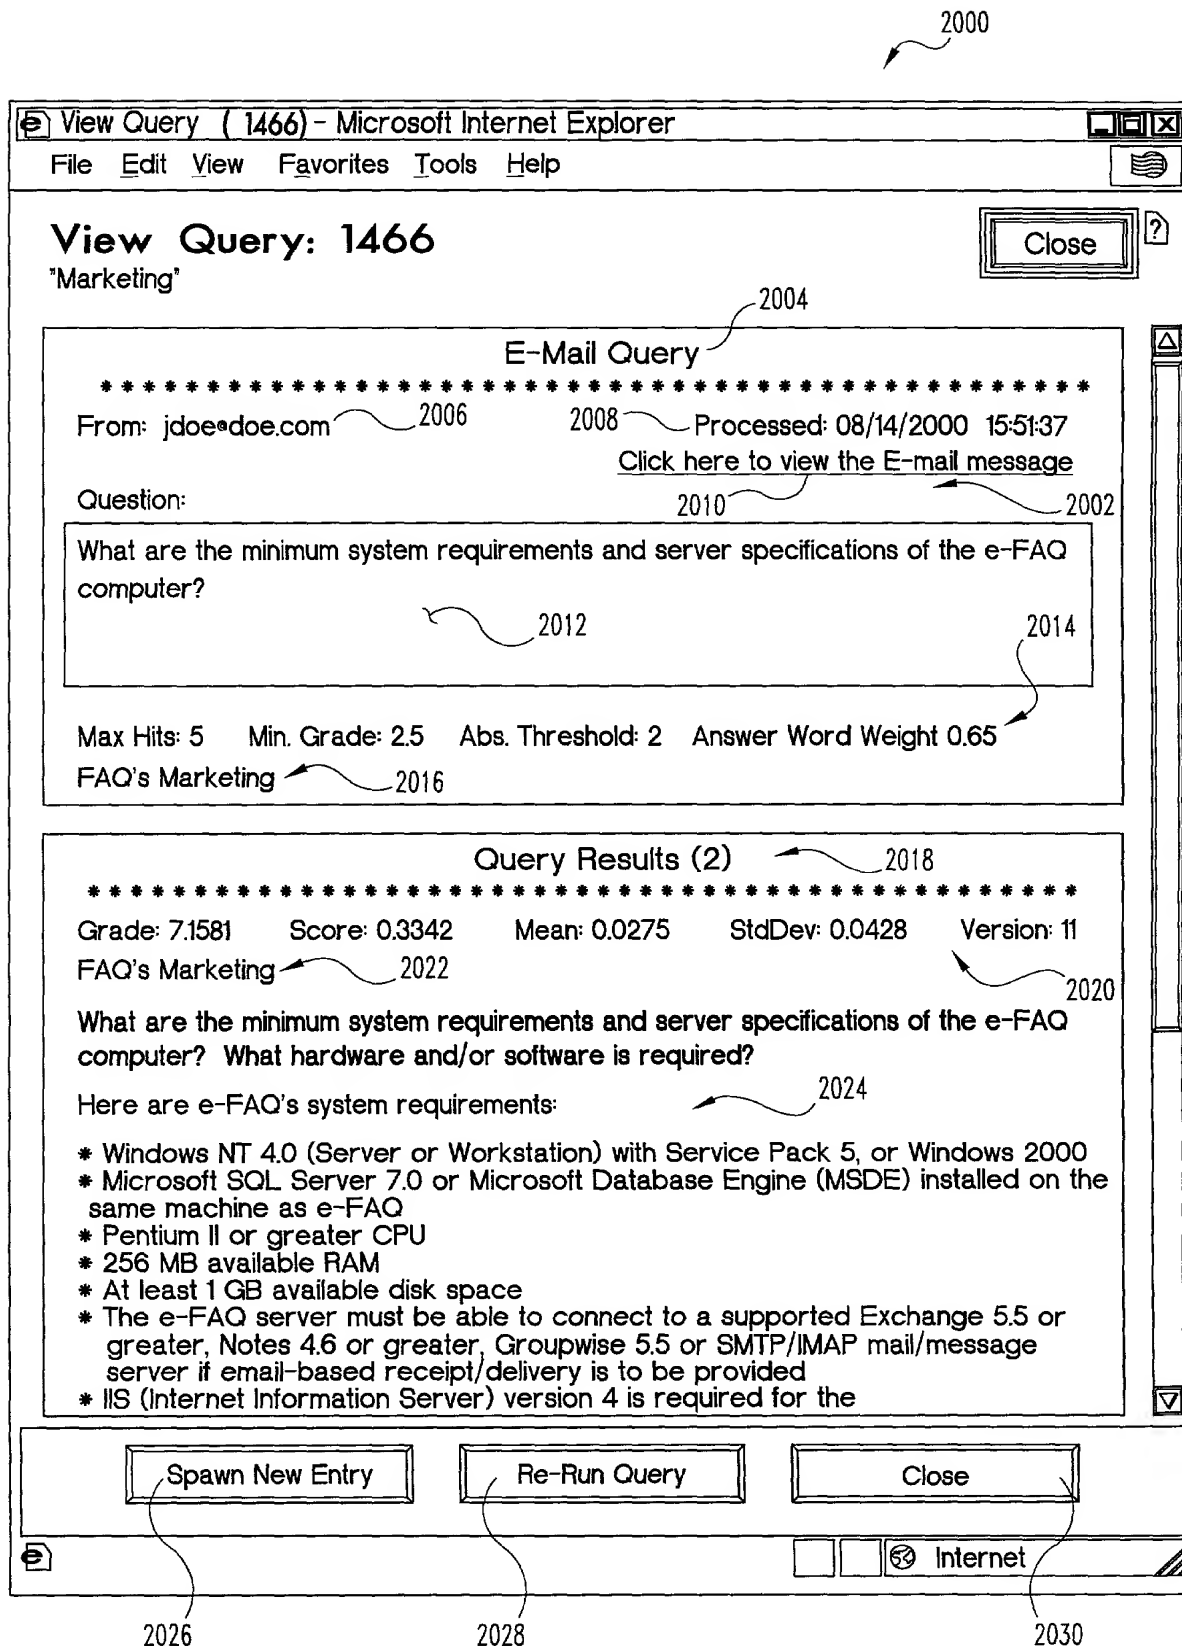 2000
View Query ( 1466) - Microsoft Internet Explorer
File Edit View Favorites Tools Help
View Query: 1466
Close
?
"Marketing"
2004
E-Mail Query
* * * * * * * * * * * * * * * * * * * * * * * * * * * * * * * * * * * * * * * * * * * * * * *
From: jdoe@doe.com 2006 2008 Processed: 08/14/2000 15:51:37
Click here to view the E-mail message
Question: 2010 2002
What are the minimum system requirements and server specifications of the e-FAQ
computer?
2012 2014
Max Hits: 5 Min. Grade: 2.5 Abs. Threshold: 2 Answer Word Weight 0.65
FAQ's Marketing 2016
Query Results (2) 2018
* * * * * * * * * * * * * * * * * * * * * * * * * * * * * * * * * * * * * * * * * * * * * * *
Grade: 7.1581 Score: 0.3342 Mean: 0.0275 StdDev: 0.0428 Version: 11
FAQ's Marketing 2022 2020
What are the minimum system requirements and server specifications of the e-FAQ
computer? What hardware and/or software is required?
Here are e-FAQ's system requirements: 2024
* Windows NT 4.0 (Server or Workstation) with Service Pack 5, or Windows 2000
* Microsoft SQL Server 7.0 or Microsoft Database Engine (MSDE) installed on the
same machine as e-FAQ
* Pentium II or greater CPU
* 256 MB available RAM
* At least 1 GB available disk space
* The e-FAQ server must be able to connect to a supported Exchange 5.5 or
greater, Notes 4.6 or greater, Groupwise 5.5 or SMTP/IMAP mail/message
server if email-based receipt/delivery is to be provided
* IIS (Internet Information Server) version 4 is required for the
Spawn New Entry Re-Run Query Close
Internet
2026 2028 2030